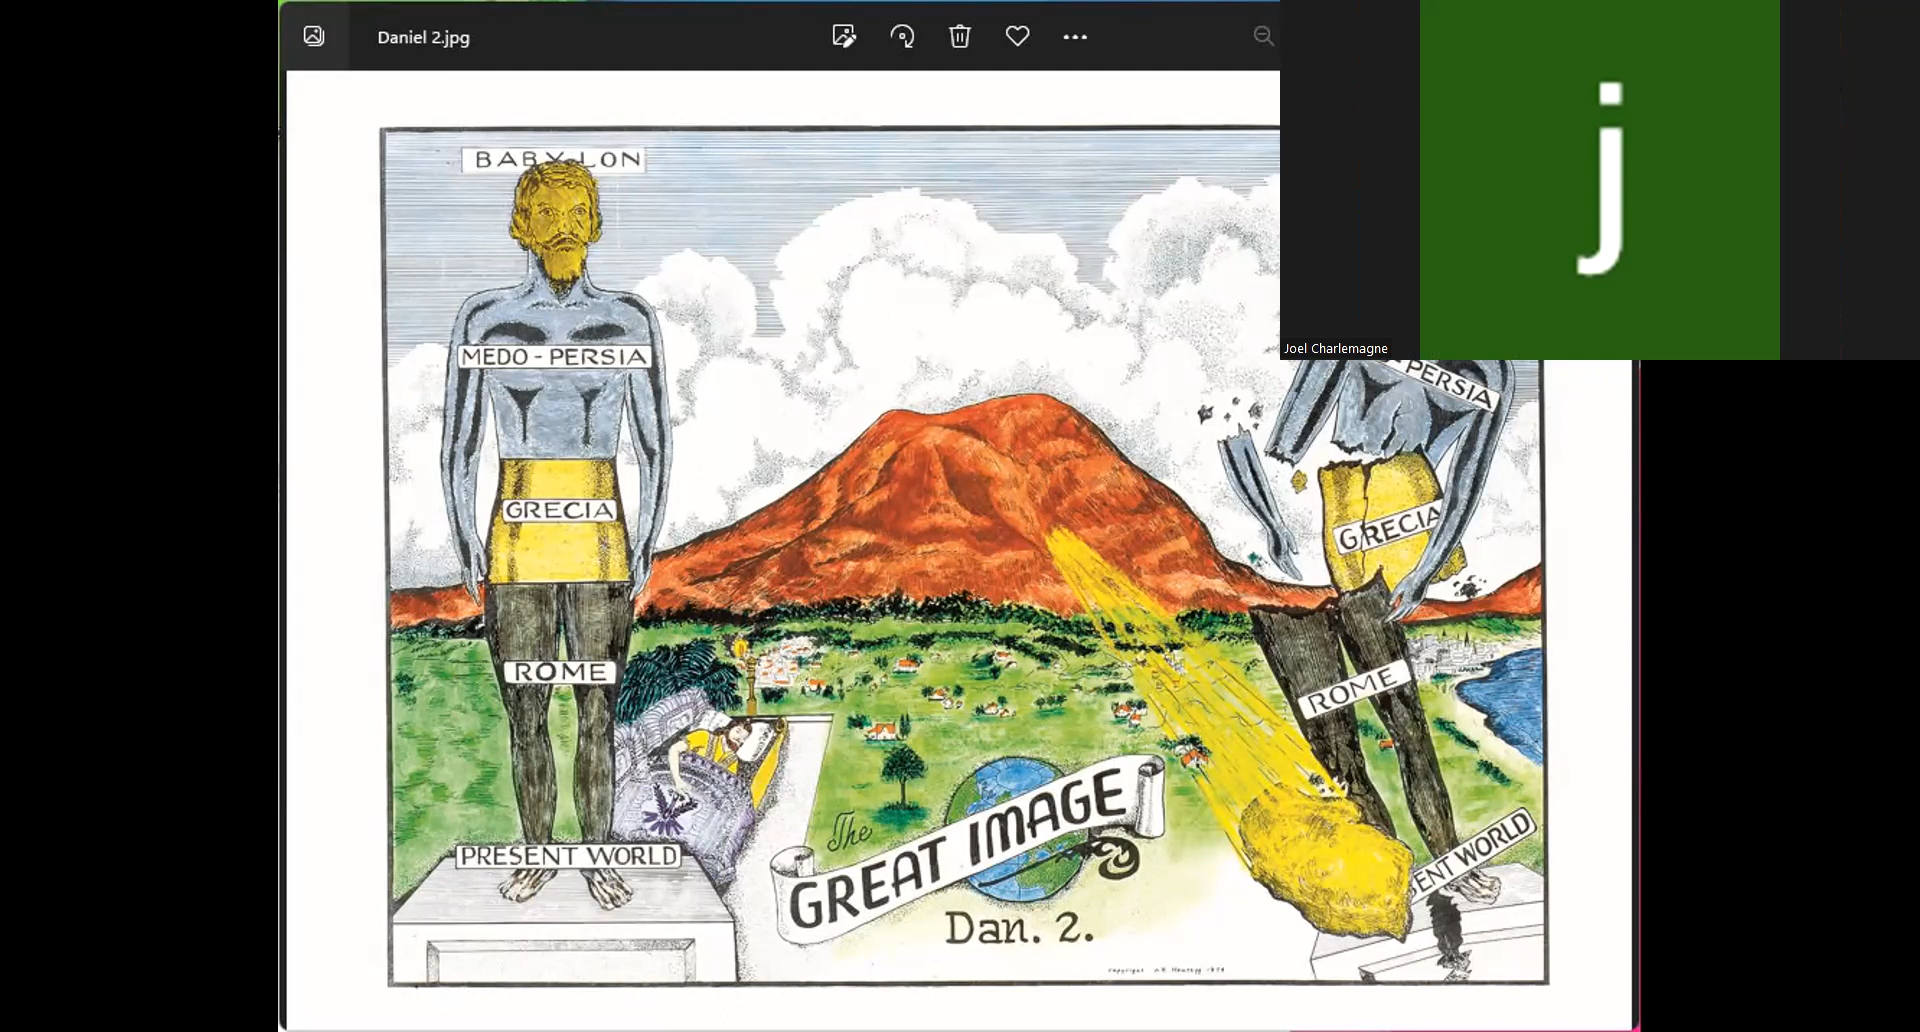 Daniel 2.jpg
j
Joel Charlemagne
BABYLON
MEDO-PERSIA
GRECIA
ROME
PRESENT WORLD
PERSIA
GRECIA
ROME
ENT WORLD
The
GREAT IMAGE
Dan. 2.